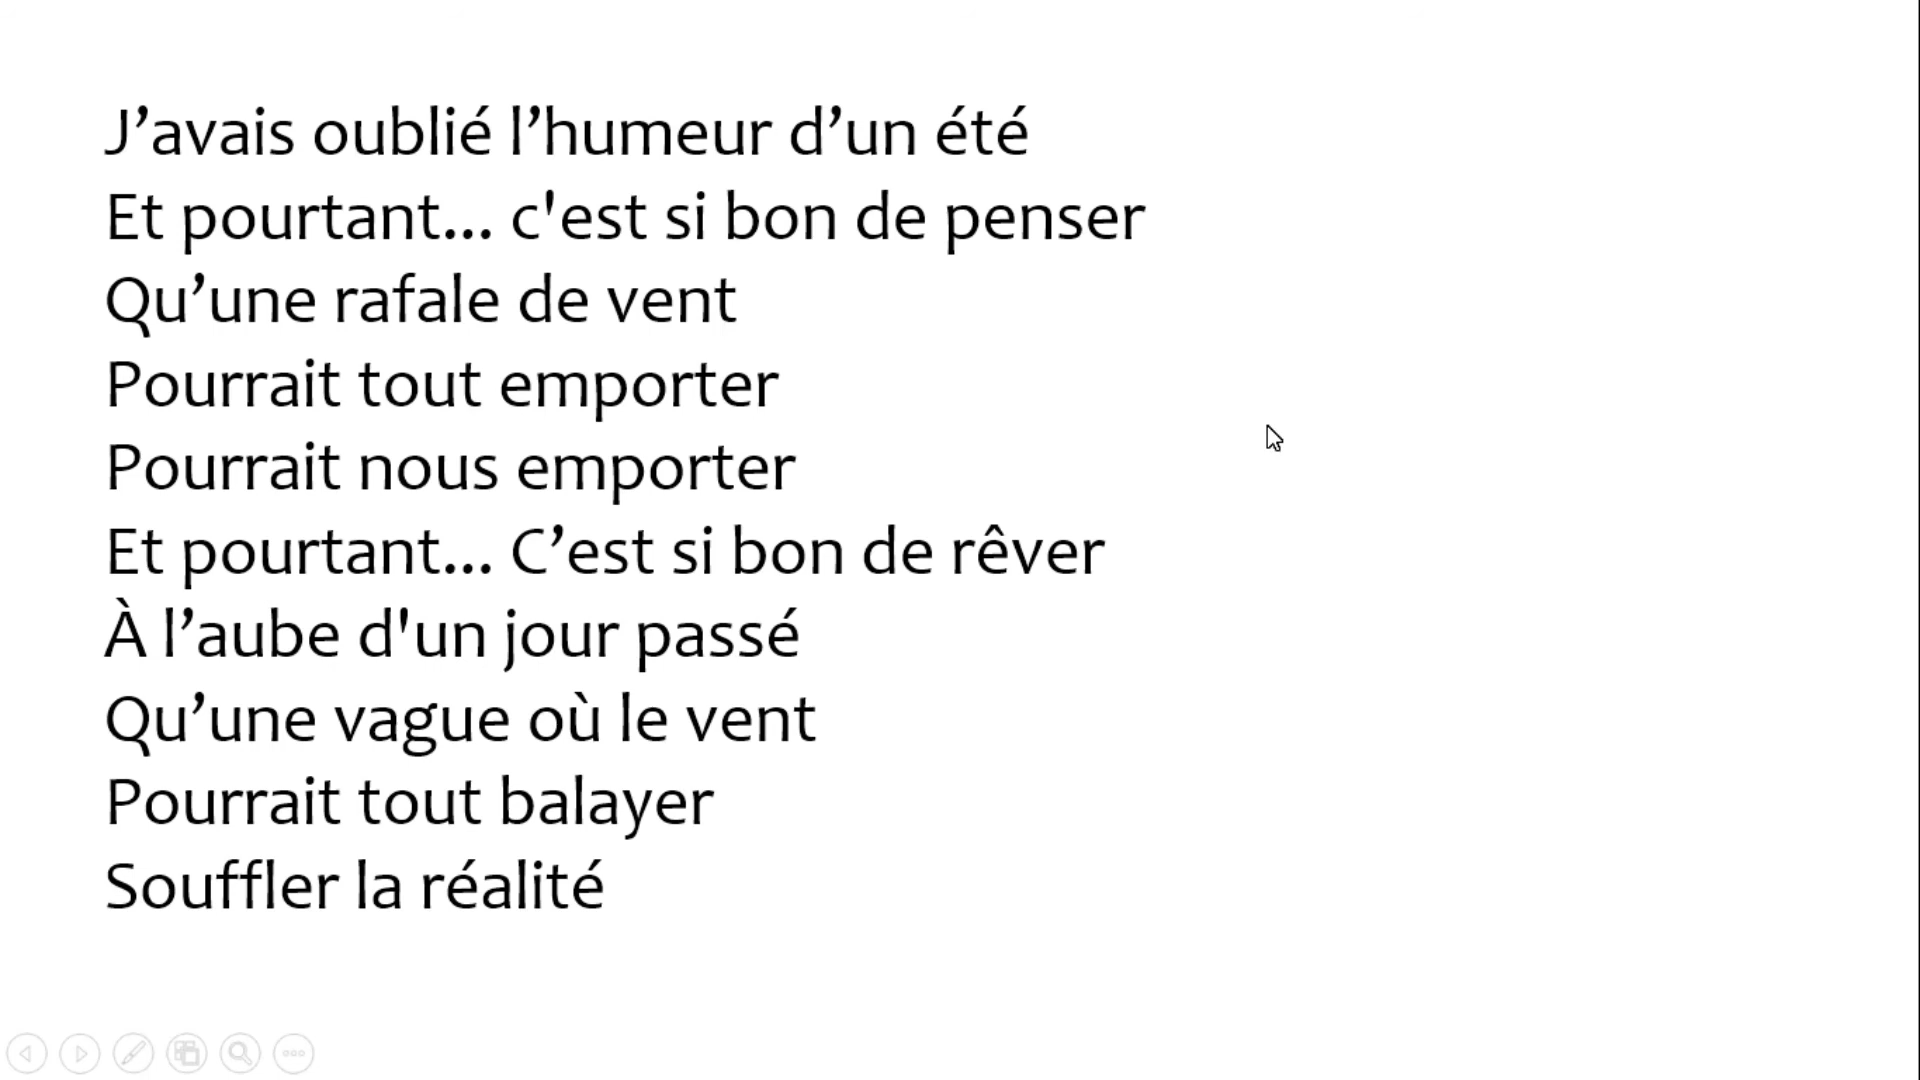 J’avais oublié l’humeur d’un été
Et pourtant... c'est si bon de penser
Qu’une rafale de vent
Pourrait tout emporter
Pourrait nous emporter
Et pourtant... C’est si bon de rêver
À l’aube d'un jour passé
Qu’une vague où le vent
Pourrait tout balayer
Souffler la réalité